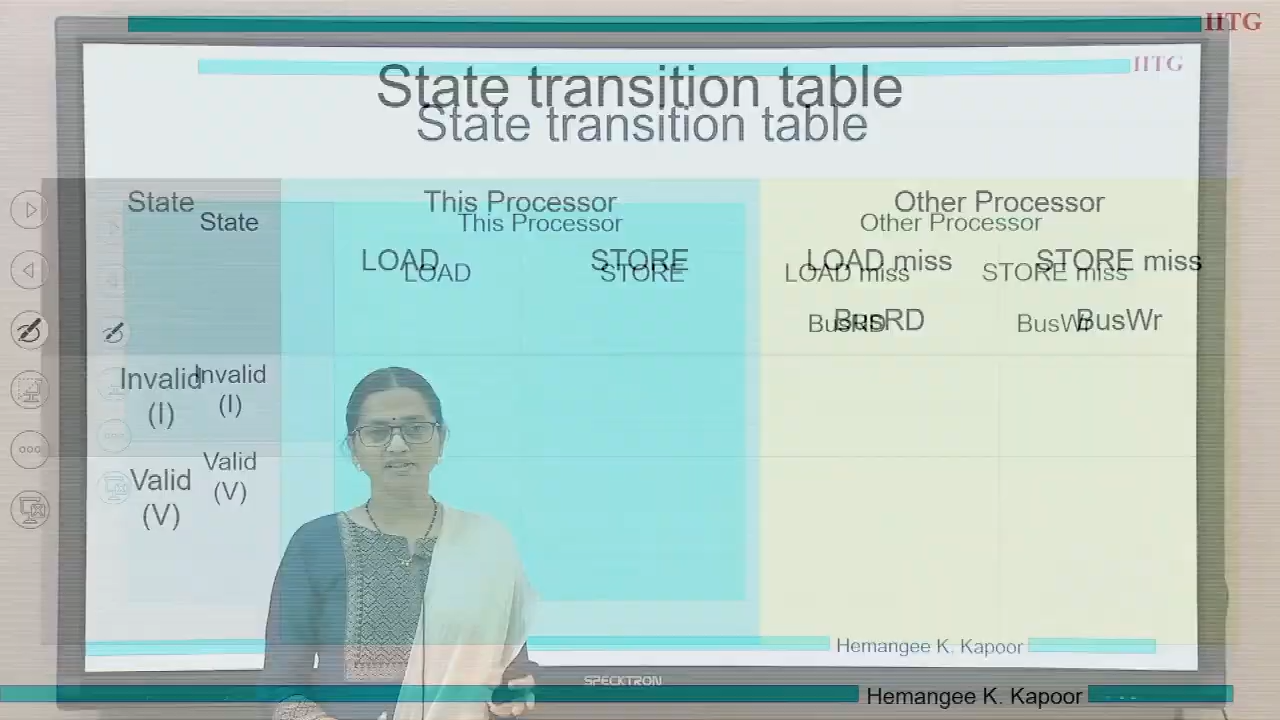 IITG
IITG
State transition table
State transition table
State
This Processor
Other Processor
State
This Processor
Other Processor
LOAD
STORE
LOAD miss
STORE miss
LOAD
STORE
LOAD miss
STORE miss
BusRD
BusWr
BusRD
BusWr
Invalid
(I)
Invalid
(I)
Valid
(V)
Valid
(V)
Hemangee K. Kapoor
SPECKTRON
Hemangee K. Kapoor